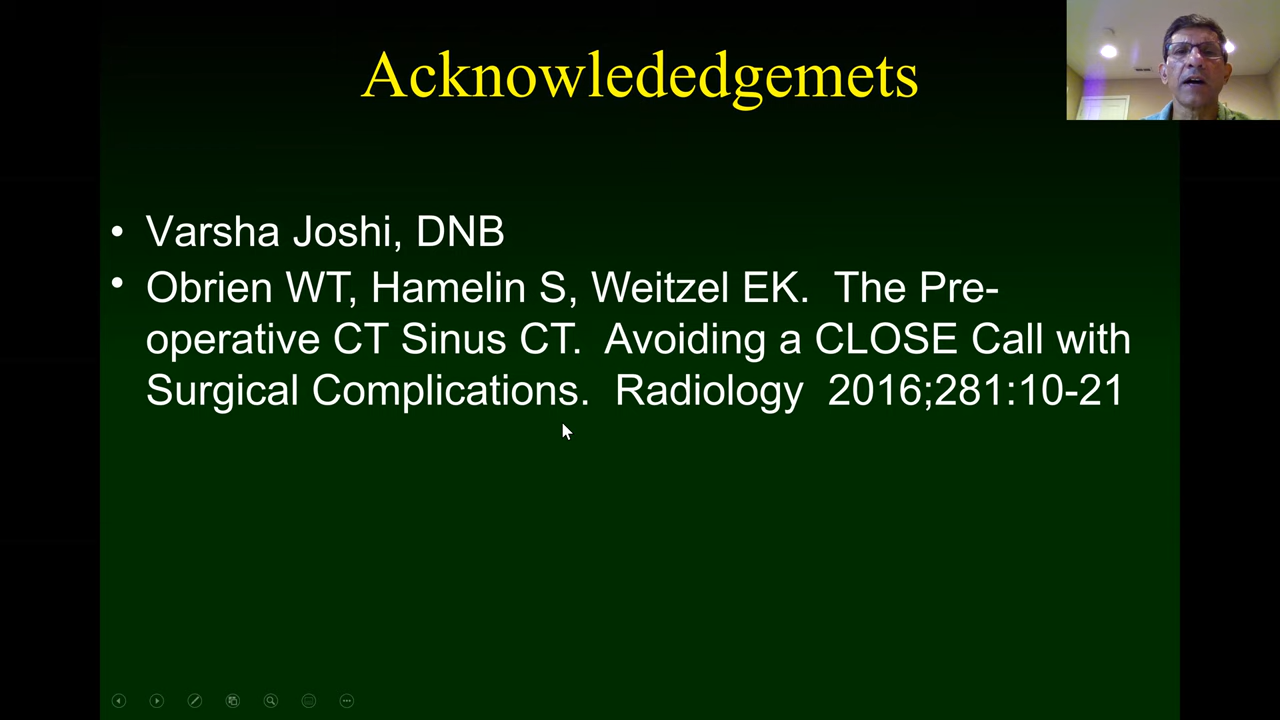 Acknowlededgemets
• Varsha Joshi, DNB
• Obrien WT, Hamelin S, Weitzel EK.  The Pre-
operative CT Sinus CT.  Avoiding a CLOSE Call with
Surgical Complications.  Radiology  2016;281:10-21